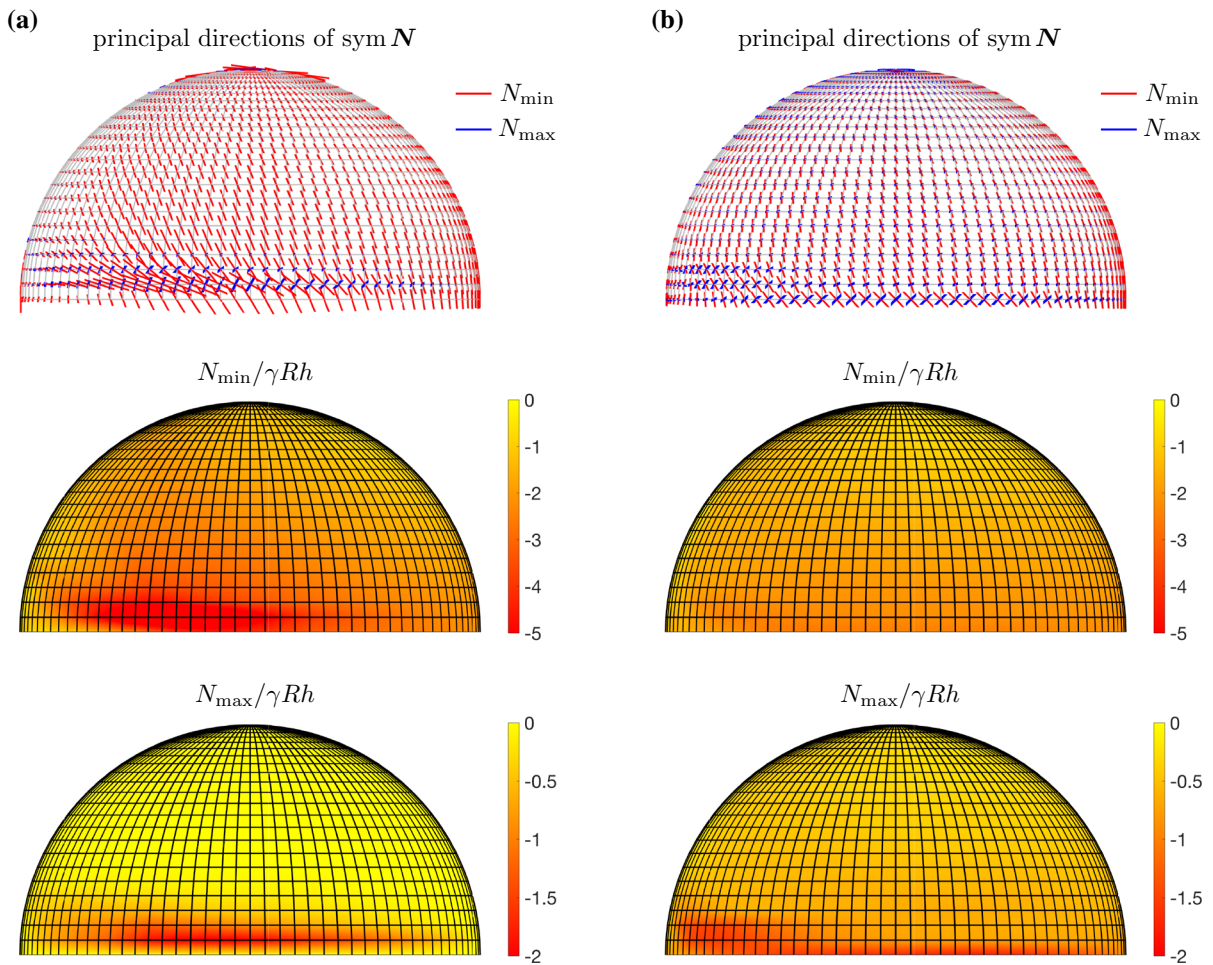 (a)
principal directions of sym N
N_min
N_max
N_min/γRh
0
-1
-2
-3
-4
-5
N_max/γRh
0
-0.5
-1
-1.5
-2
(b)
principal directions of sym N
N_min
N_max
N_min/γRh
0
-1
-2
-3
-4
-5
N_max/γRh
0
-0.5
-1
-1.5
-2